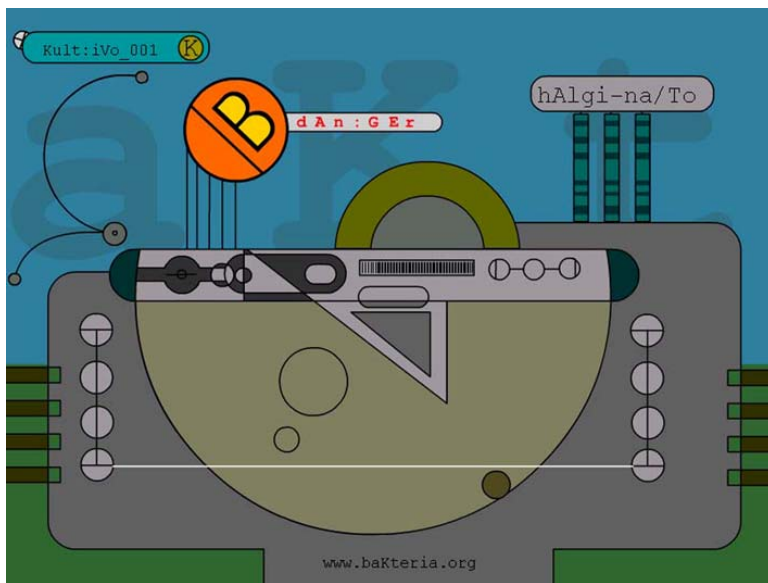 Kult:iVo_001 K
hAlgi-na/To
B
dAn:GEr
a K t
www.baKteria.org